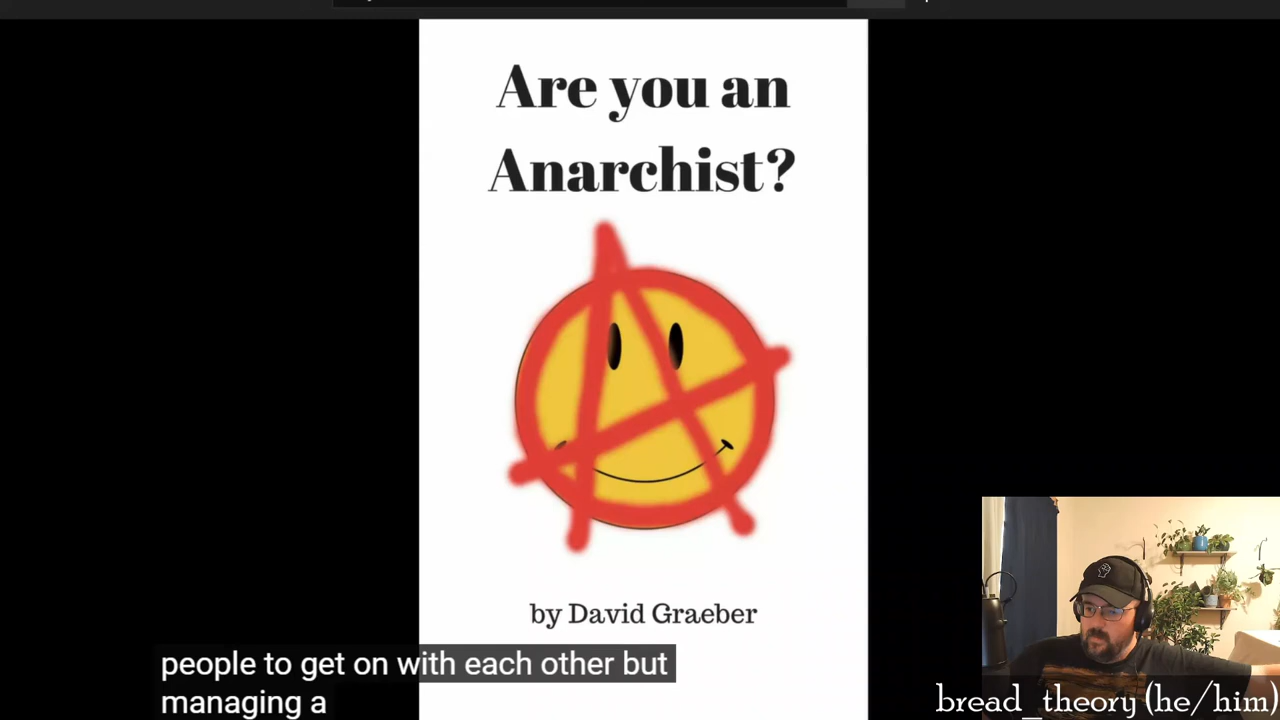 Are you an
Anarchist?
by David Graeber
people to get on with each other but
managing a
bread_theory (he/him)